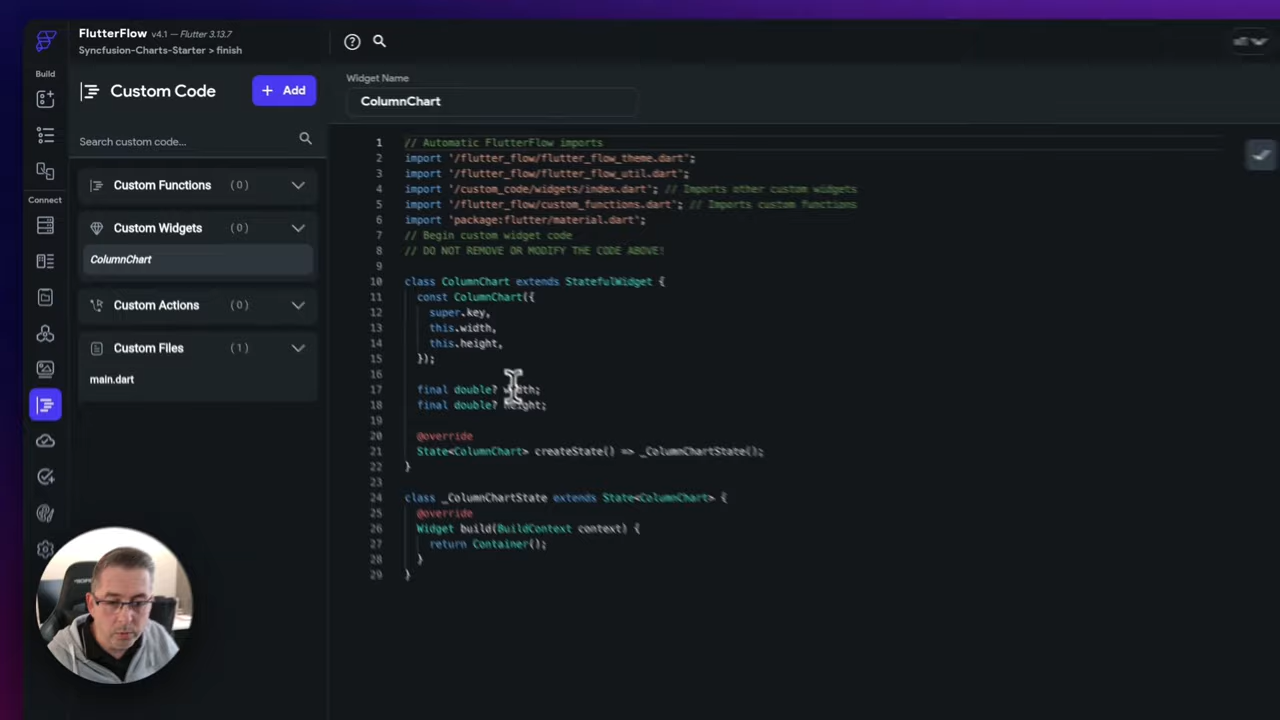 FlutterFlow v4.1 – Flutter 3.13.7
Syncfusion-Charts-Starter > finish
Build
Connect
Custom Code
+ Add
Search custom code...
Custom Functions (0)
Custom Widgets (0)
ColumnChart
Custom Actions (0)
Custom Files (1)
main.dart
Widget Name
ColumnChart
1 // Automatic FlutterFlow imports
2 import '/flutter_flow/flutter_flow_theme.dart';
3 import '/flutter_flow/flutter_flow_util.dart';
4 import '/custom_code/widgets/index.dart'; // Imports other custom widgets
5 import '/flutter_flow/custom_functions.dart'; // Imports custom functions
6 import 'package:flutter/material.dart';
7 // Begin custom widget code
8 // DO NOT REMOVE OR MODIFY THE CODE ABOVE!
9
10 class ColumnChart extends StatefulWidget {
11 const ColumnChart({
12 super.key,
13 this.width,
14 this.height,
15 });
16
17 final double? width;
18 final double? height;
19
20 @override
21 State<ColumnChart> createState() => _ColumnChartState();
22 }
23
24 class _ColumnChartState extends State<ColumnChart> {
25 @override
26 Widget build(BuildContext context) {
27 return Container();
28 }
29 }